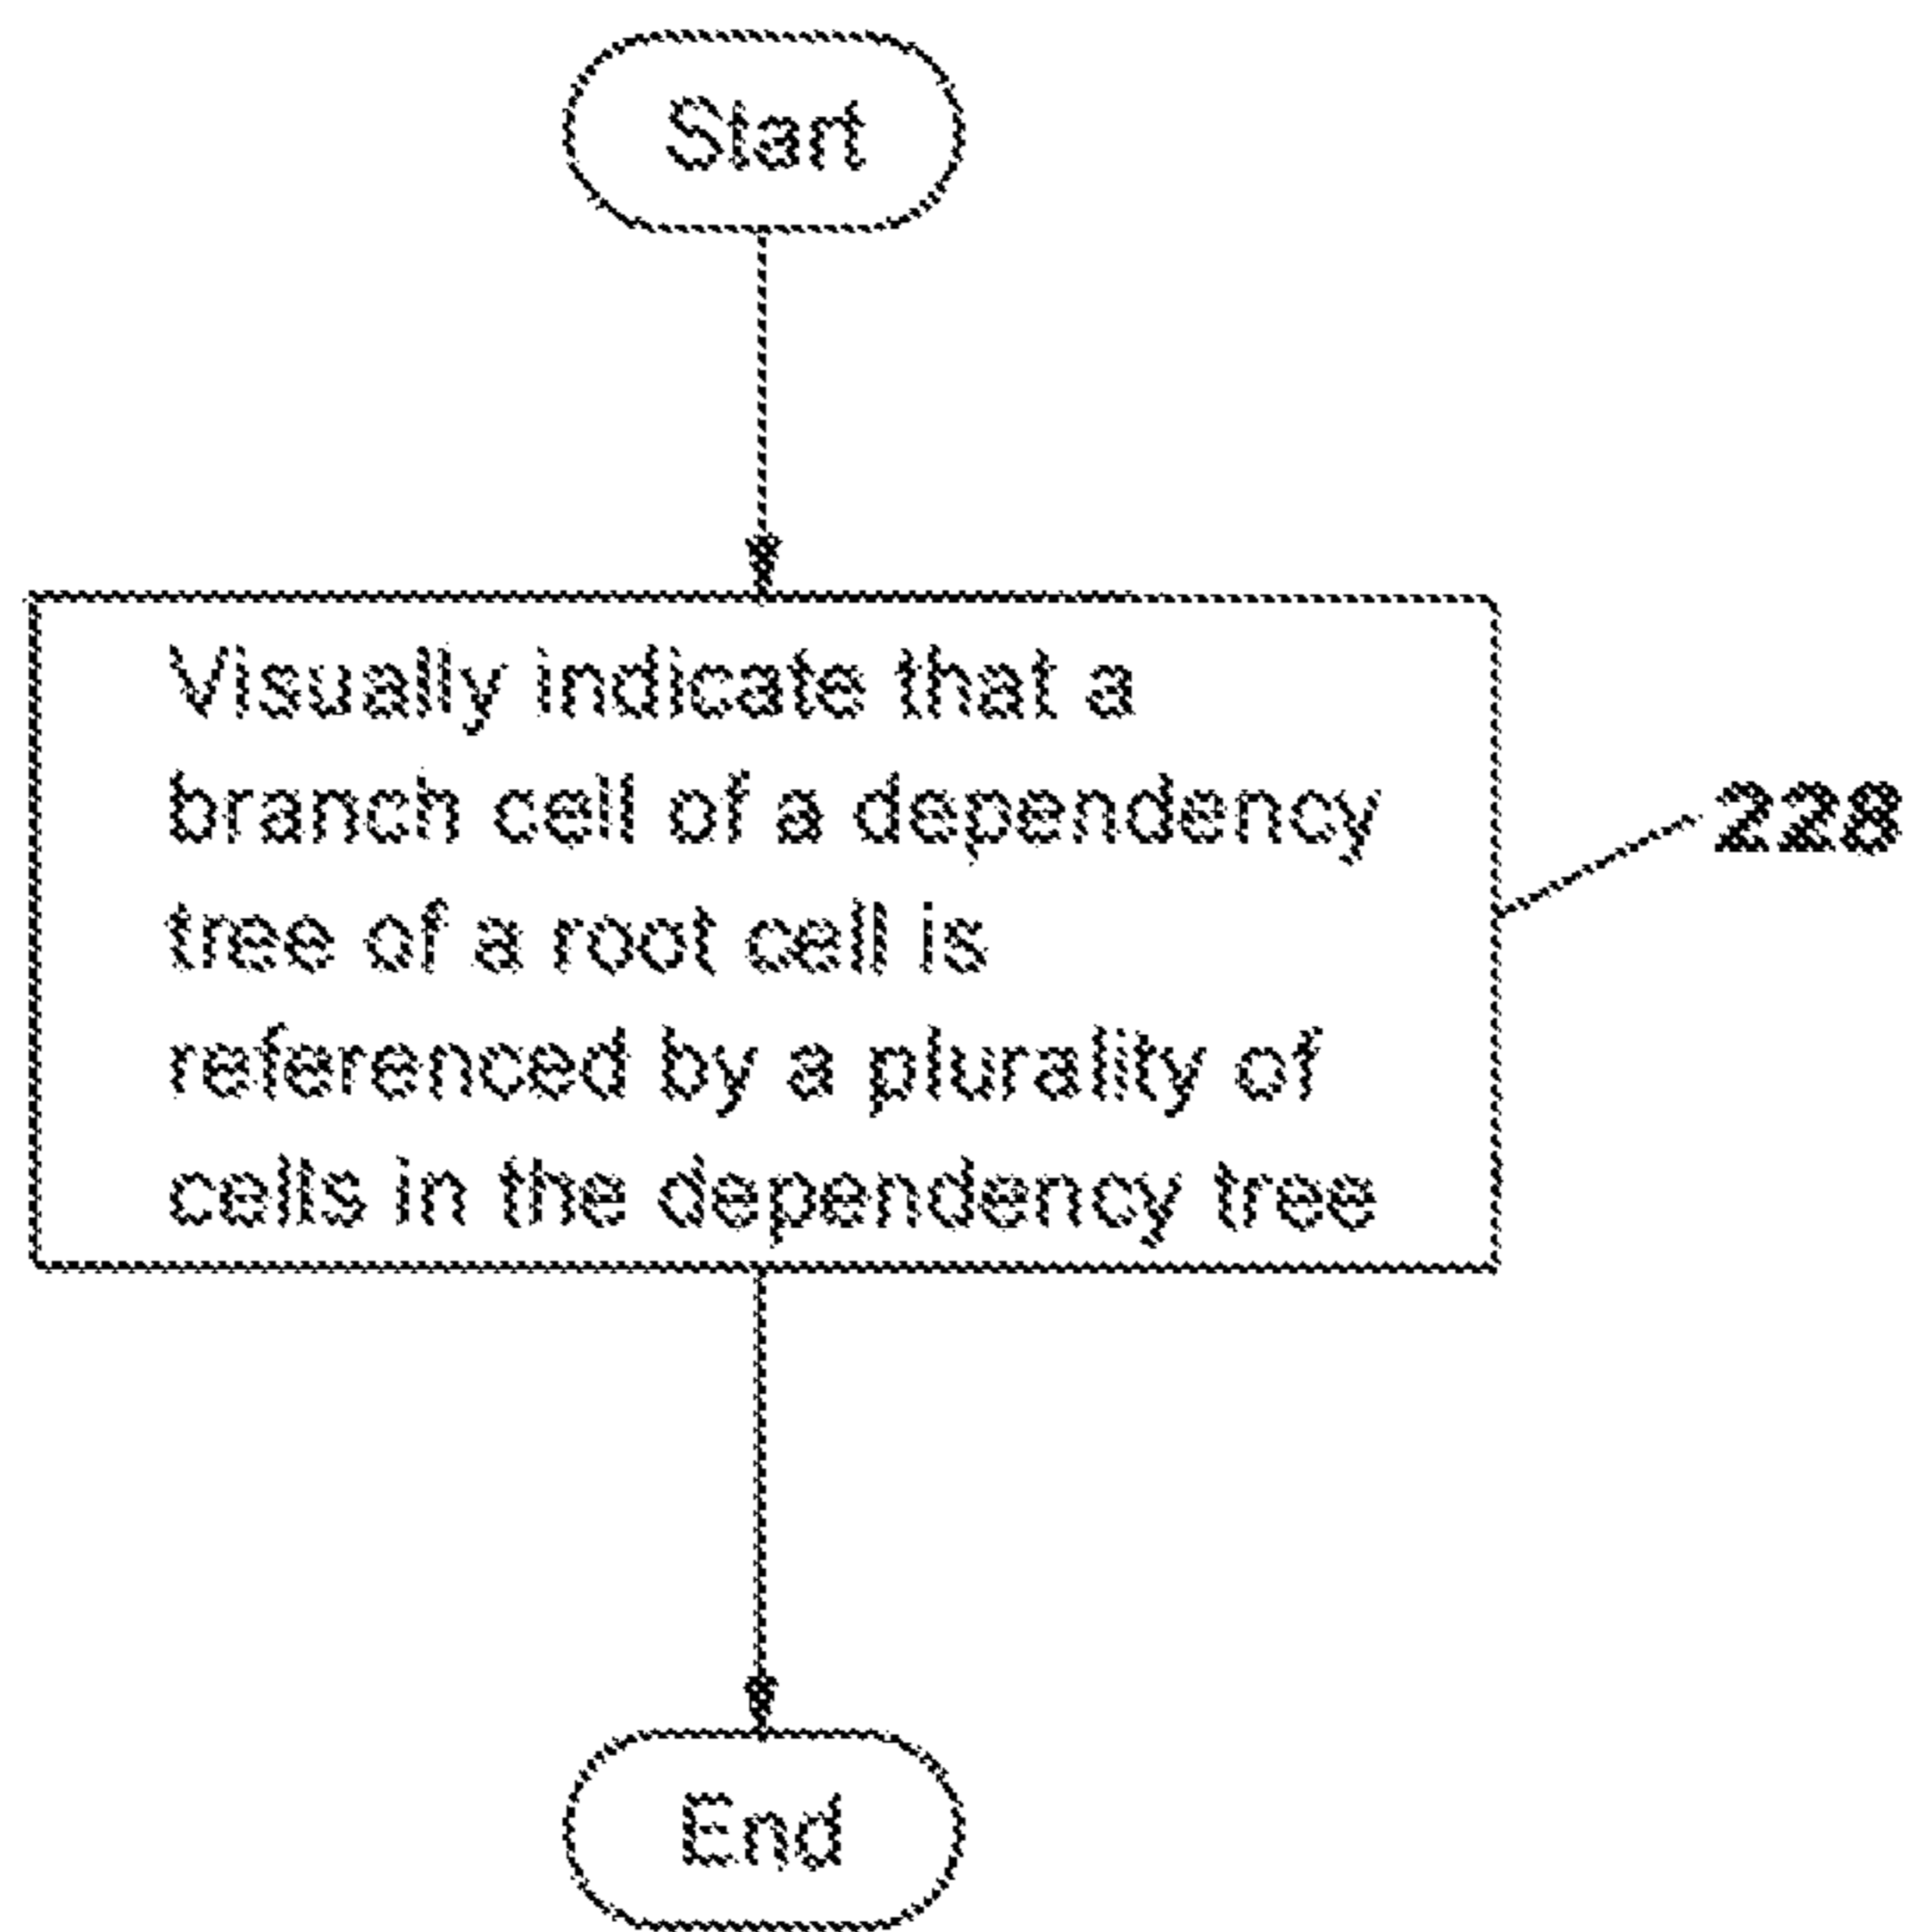 Start
Visually indicate that a
branch cell of a dependency
tree of a root cell is
referenced by a plurality of
cells in the dependency tree
228
End